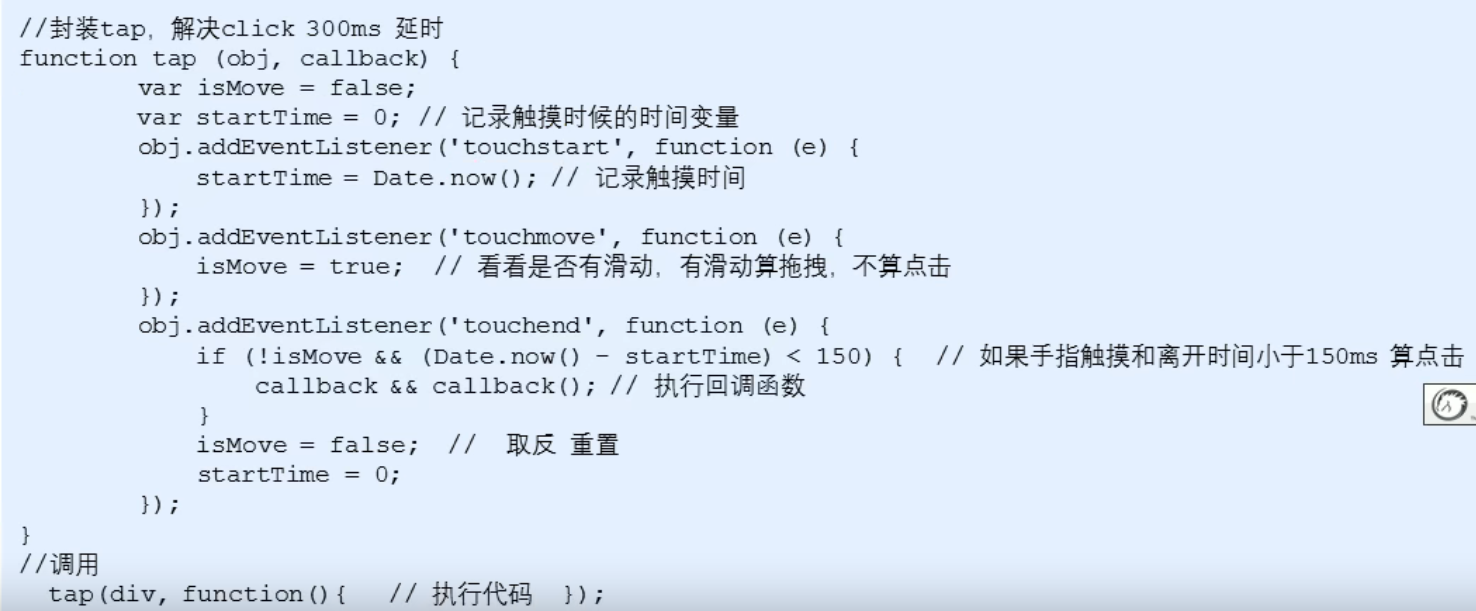 //封装tap，解决click 300ms 延时
function tap (obj, callback) {
        var isMove = false;
        var startTime = 0; // 记录触摸时候的时间变量
        obj.addEventListener('touchstart', function (e) {
            startTime = Date.now(); // 记录触摸时间
        });
        obj.addEventListener('touchmove', function (e) {
            isMove = true;  // 看看是否有滑动，有滑动算拖拽，不算点击
        });
        obj.addEventListener('touchend', function (e) {
            if (!isMove && (Date.now() - startTime) < 150) {  // 如果手指触摸和离开时间小于150ms 算点击
                callback && callback(); // 执行回调函数
            }
            isMove = false;  //  取反 重置
            startTime = 0;
        });
}
//调用
  tap(div, function(){   // 执行代码  });